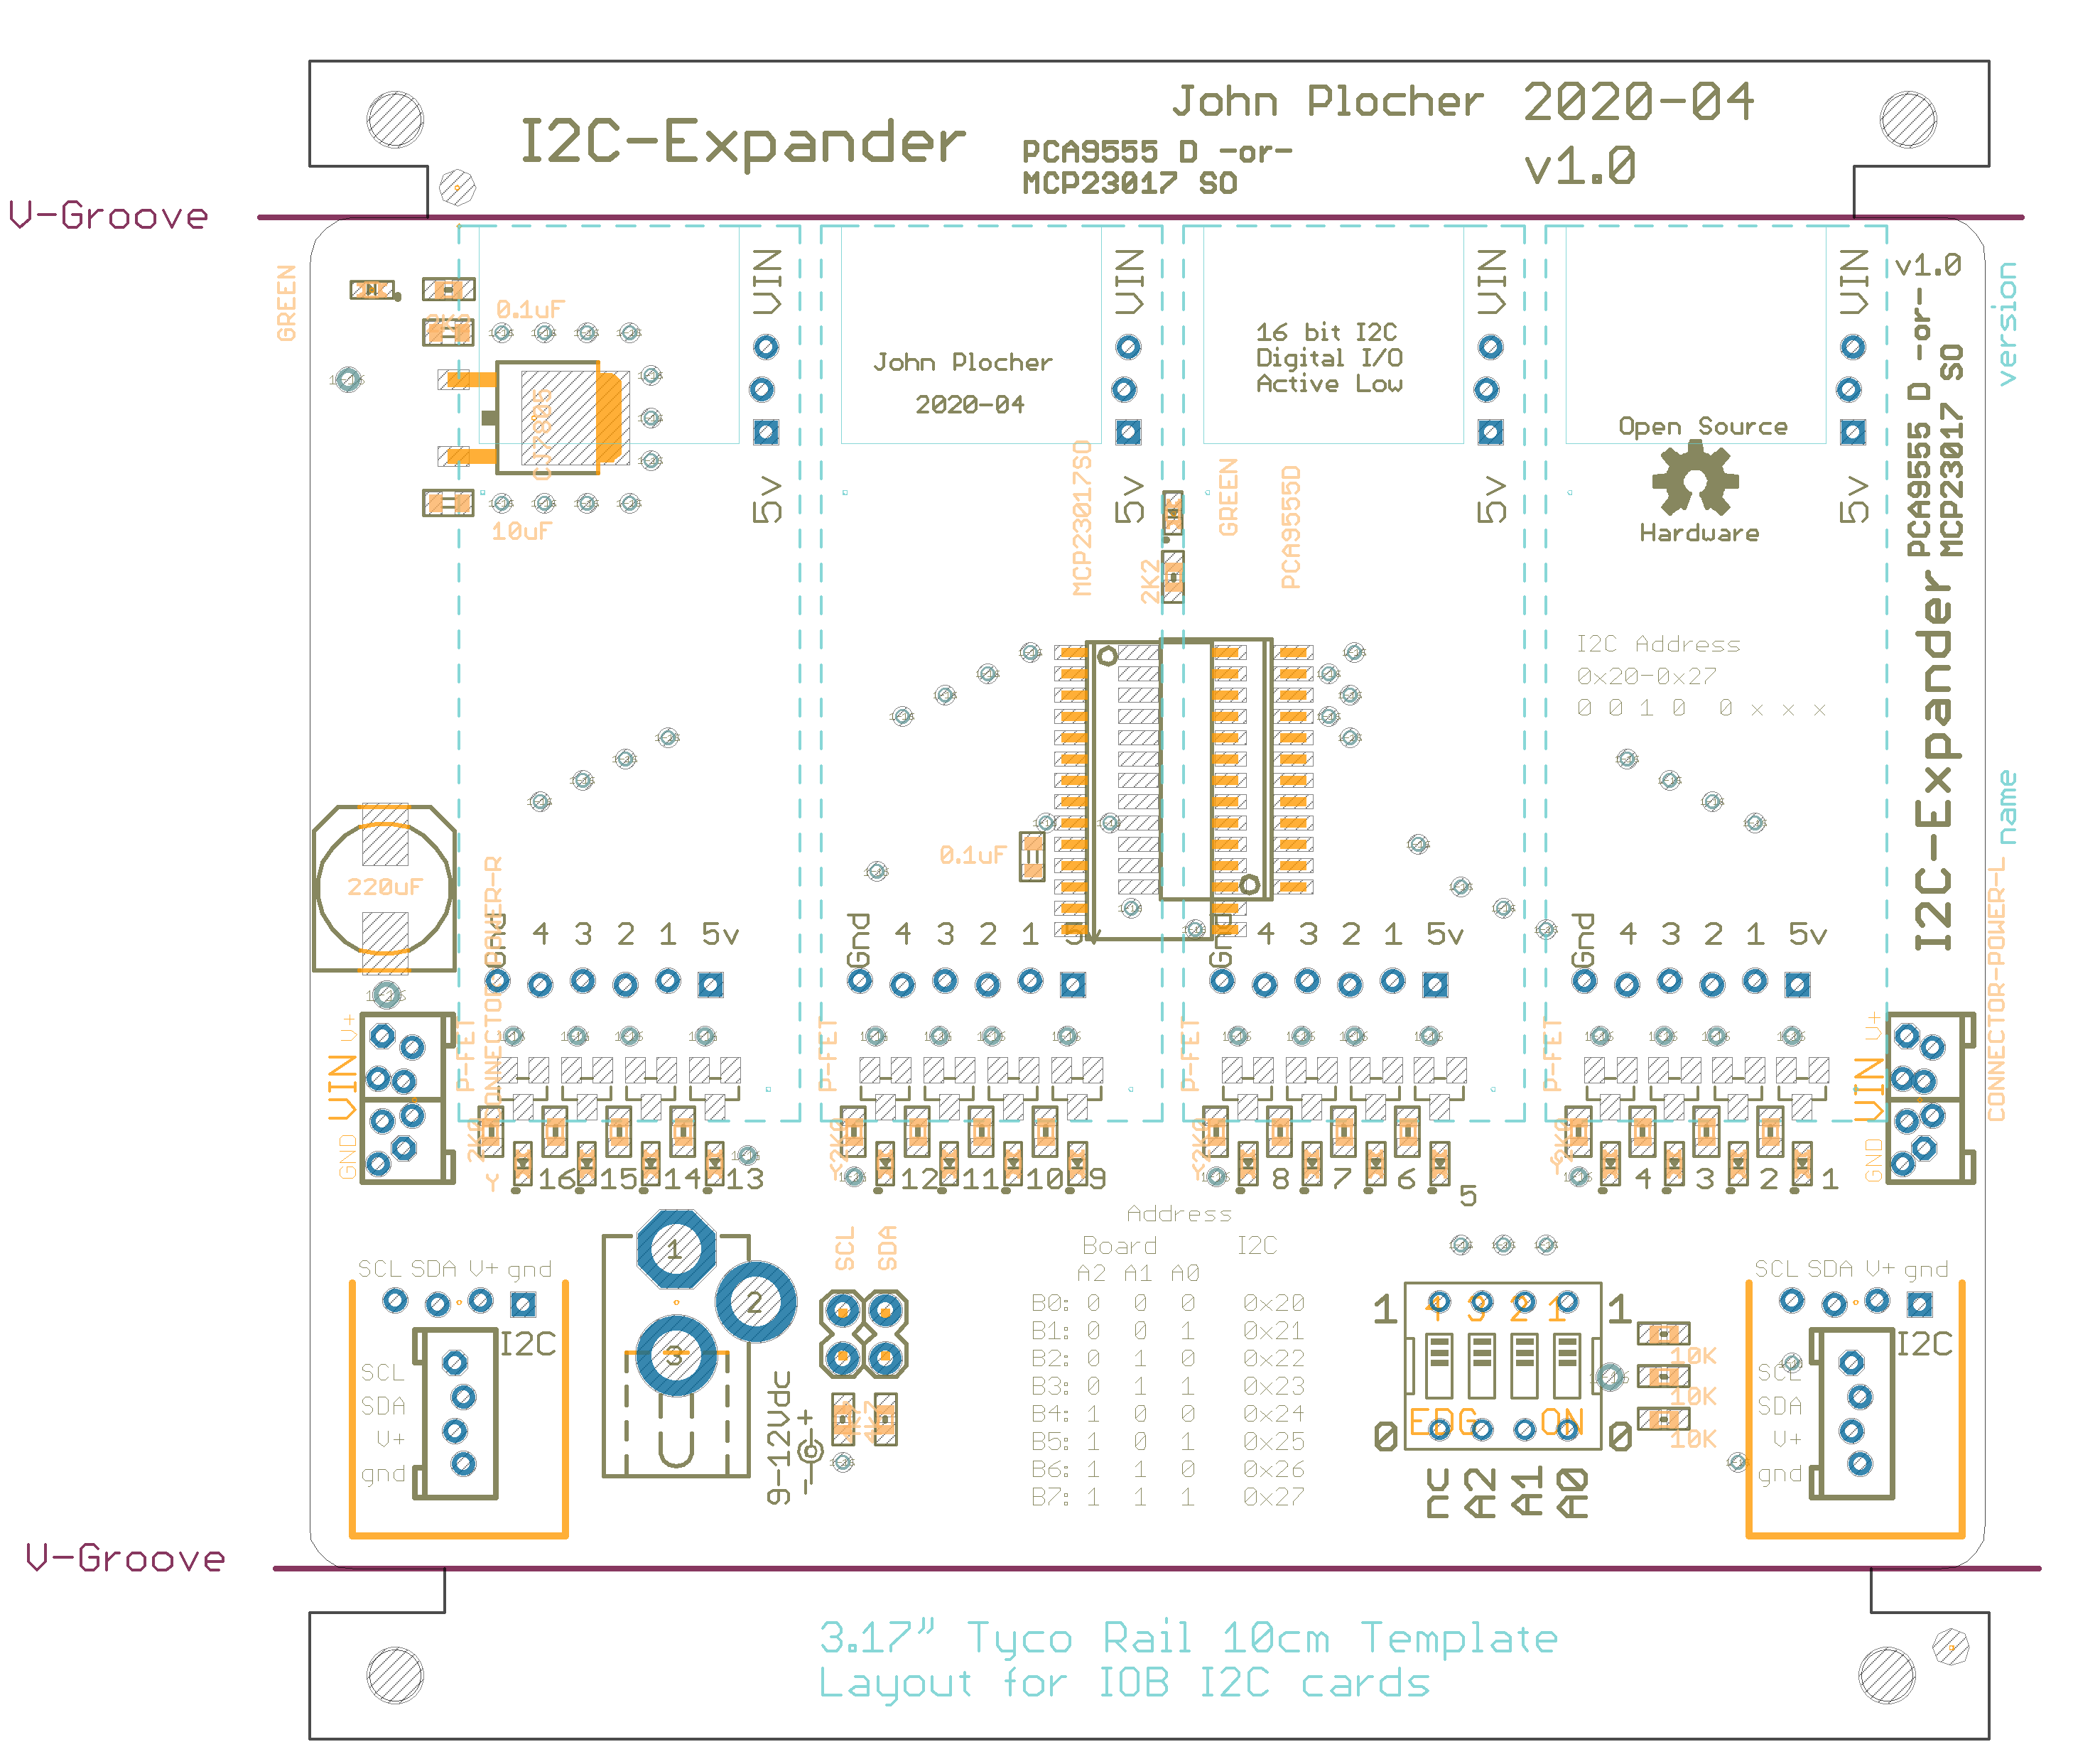 John Plocher 2020-04
I2C-Expander
PCA9555 D -or-
MCP23017 SO
v1.0
V-Groove
GREEN
0.1uF
CJ7805
10uF
VIN
5v
VIN
5v
VIN
5v
VIN
5v
John Plocher
2020-04
16 bit I2C
Digital I/O
Active Low
Open Source
Hardware
v1.0
version
PCA9555 D -or-
MCP23017 SO
I2C-Expander
name
MCP23017SO
GREEN
2K2
PCA9555D
I2C Address
0x20-0x27
0 0 1 0 0 x x x
0.1uF
220uF
CONNECTOR-POWER-L
Gnd 4 3 2 1 5v
Gnd 4 3 2 1 5v
Gnd 4 3 2 1 5v
Gnd 4 3 2 1 5v
V+
VIN
GND
P-FET
P-FET
P-FET
P-FET
V+
VIN
GND
16 15 14 13
12 11 10 9
8 7 6 5
4 3 2 1
SCL SDA V+ gnd
I2C
SCL
SDA
V+
gnd
1
2
3
9-12Vdc
+
-
SCL
SDA
Address
Board I2C
A2 A1 A0
B0: 0 0 0 0x20
B1: 0 0 1 0x21
B2: 0 1 0 0x22
B3: 0 1 1 0x23
B4: 1 0 0 0x24
B5: 1 0 1 0x25
B6: 1 1 0 0x26
B7: 1 1 1 0x27
1 4 3 2 1 1
EDG ON
0 0
nc
A2
A1
A0
10K
10K
10K
SCL SDA V+ gnd
I2C
SCL
SDA
V+
gnd
V-Groove
3.17" Tyco Rail 10cm Template
Layout for IOB I2C cards